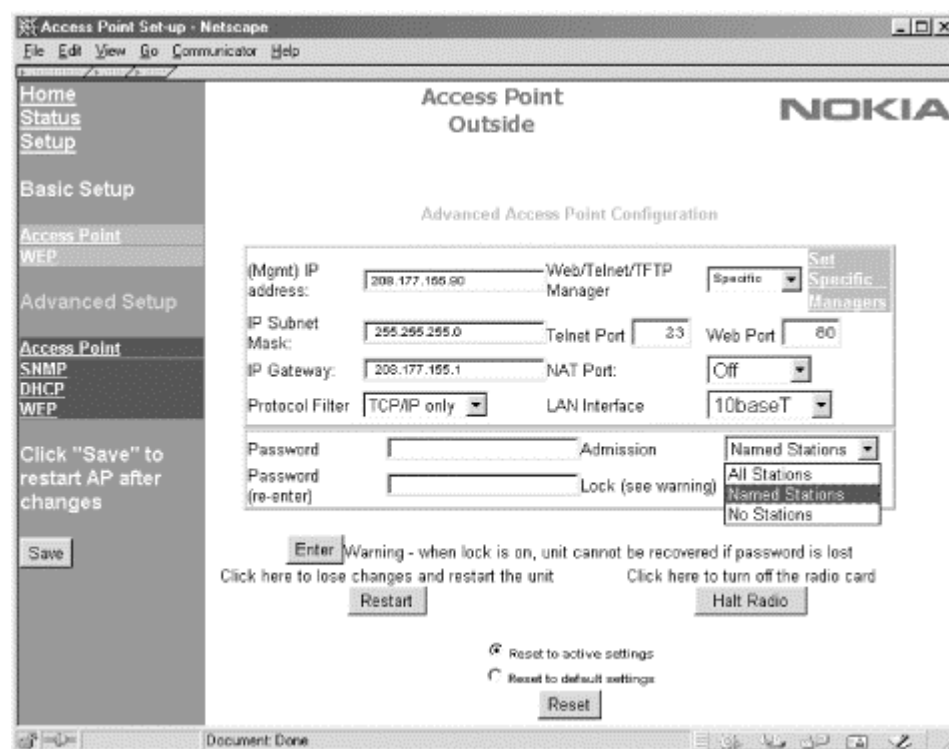 Access Point Set-up - Netscape
File Edit View Go Communicator Help
Home
Status
Setup
Basic Setup
Access Point
WEP
Advanced Setup
Access Point
SNMP
DHCP
WEP
Click "Save" to
restart AP after
changes
Save
Access Point
Outside
NOKIA
Advanced Access Point Configuration
(Mgmt) IP
address:
208.177.155.90
Web/Telnet/TFTP
Manager
Specific
Set
Specific
Managers
IP Subnet
Mask:
255.255.255.0
Telnet Port 23 Web Port 80
IP Gateway: 208.177.155.1 NAT Port: Off
Protocol Filter TCP/IP only LAN Interface 10baseT
Password Admission Named Stations
Password
(re-enter)
Lock (see warning)
All Stations
Named Stations
No Stations
Enter Warning - when lock is on, unit cannot be recovered if password is lost
Click here to lose changes and restart the unit Click here to turn off the radio card
Restart Halt Radio
Reset to active settings
Reset to default settings
Reset
Document: Done